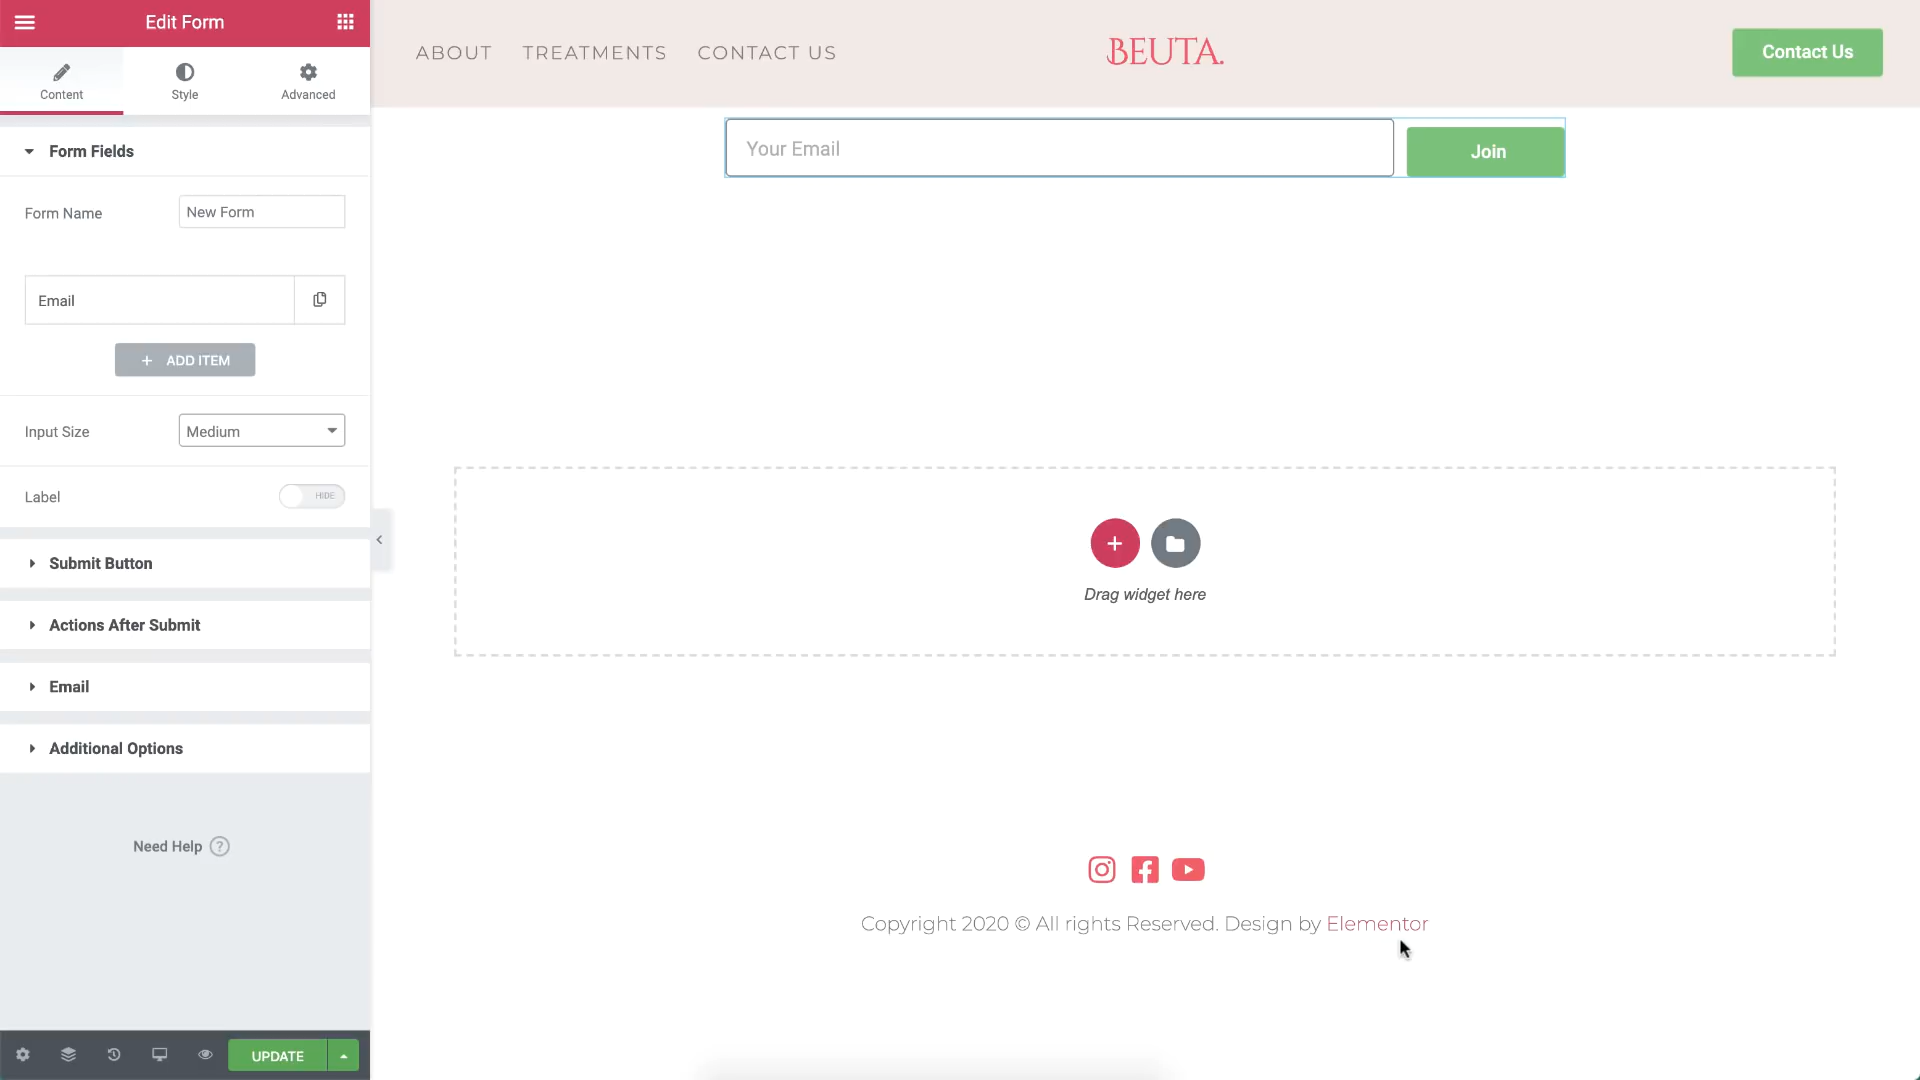 Edit Form
Content
Style
Advanced
Form Fields
Form Name
New Form
Email
+ ADD ITEM
Input Size
Medium
Label
HIDE
Submit Button
Actions After Submit
Email
Additional Options
Need Help ?
UPDATE
ABOUT TREATMENTS CONTACT US
BEUTA.
Contact Us
Your Email
Join
Drag widget here
Copyright 2020 © All rights Reserved. Design by Elementor